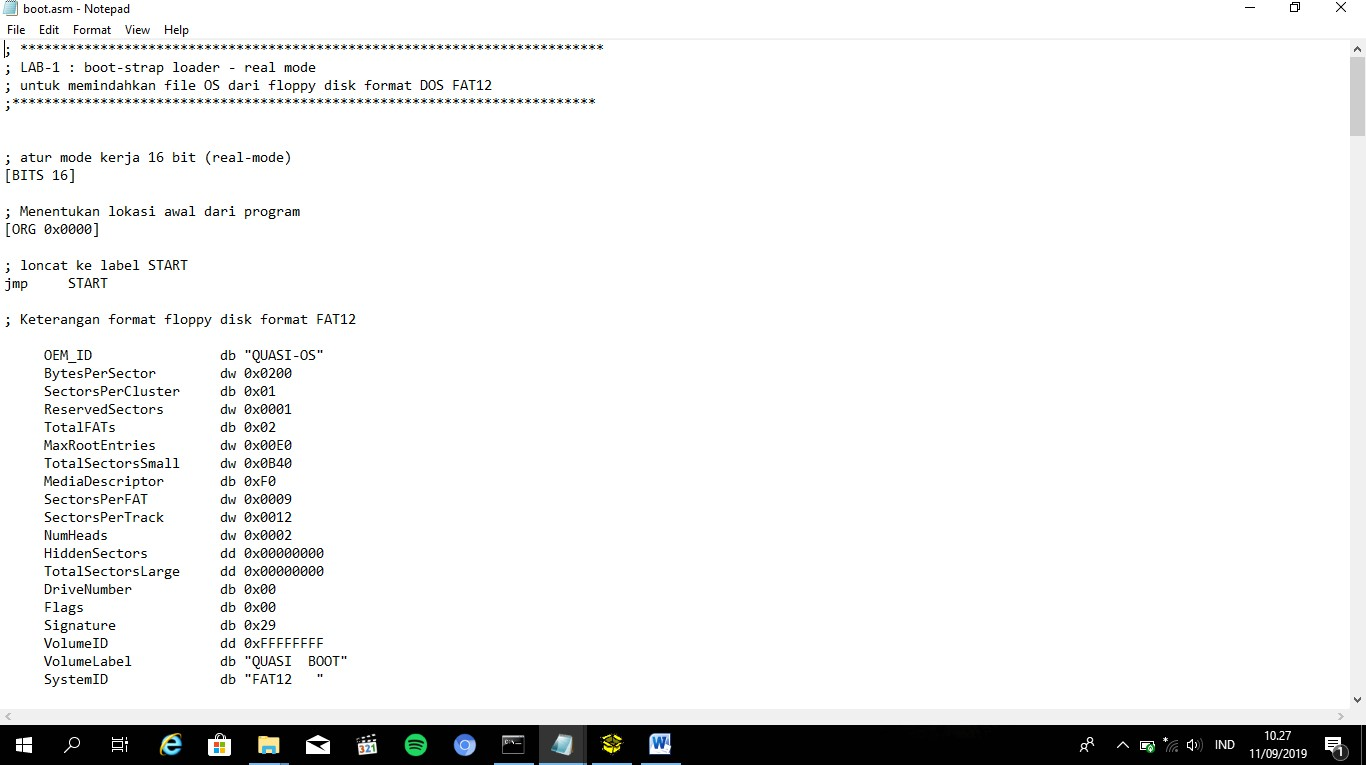 boot.asm - Notepad
File Edit Format View Help
; *************************************************************************
; LAB-1 : boot-strap loader - real mode
; untuk memindahkan file OS dari floppy disk format DOS FAT12
;*************************************************************************
; atur mode kerja 16 bit (real-mode)
[BITS 16]
; Menentukan lokasi awal dari program
[ORG 0x0000]
; loncat ke label START
jmp START
; Keterangan format floppy disk format FAT12
OEM_ID db "QUASI-OS"
BytesPerSector dw 0x0200
SectorsPerCluster db 0x01
ReservedSectors dw 0x0001
TotalFATs db 0x02
MaxRootEntries dw 0x00E0
TotalSectorsSmall dw 0x0B40
MediaDescriptor db 0xF0
SectorsPerFAT dw 0x0009
SectorsPerTrack dw 0x0012
NumHeads dw 0x0002
HiddenSectors dd 0x00000000
TotalSectorsLarge dd 0x00000000
DriveNumber db 0x00
Flags db 0x00
Signature db 0x29
VolumeID dd 0xFFFFFFFF
VolumeLabel db "QUASI  BOOT"
SystemID db "FAT12   "
321
IND
10.27
11/09/2019
1